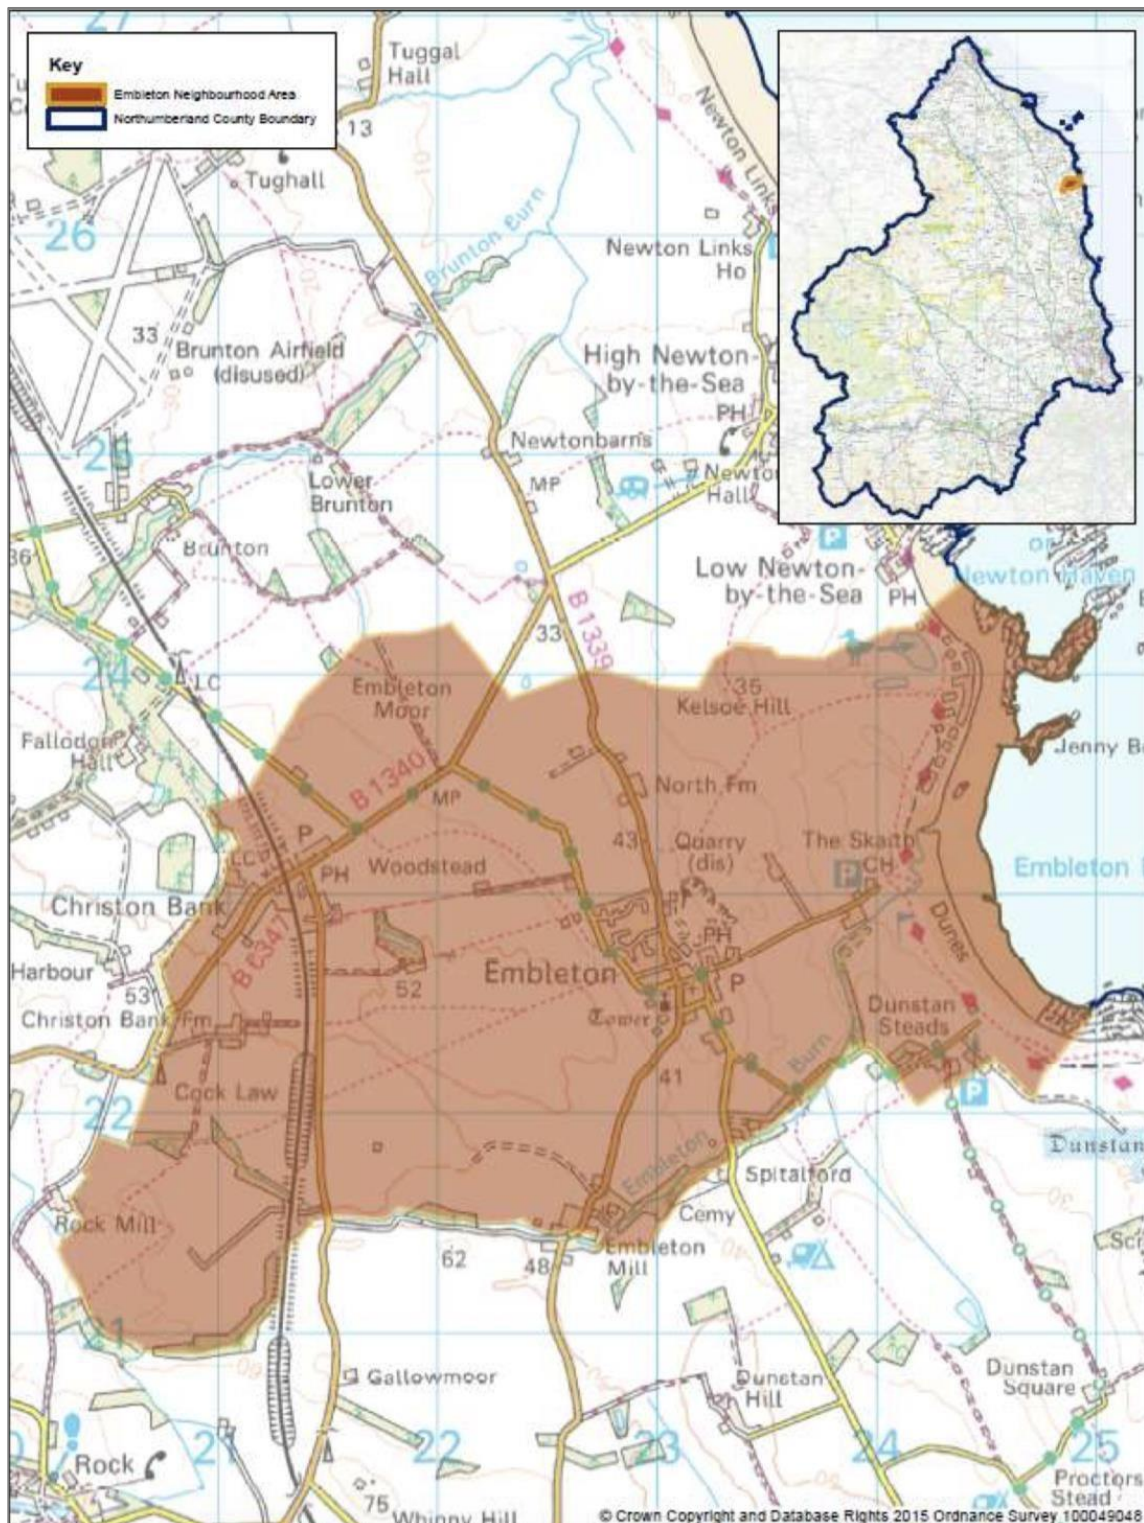 27
Key
Embleton Neighbourhood Area
Northumberland County Boundary
Tuggal
Hall
13
Tughall
Newton Links
26
Brunton Burn
Newton Links
Ho
33
Brunton Airfield
(disused)
High Newton-
by-the-Sea
PH
25
Newtonbarns
Lower
Brunton
MP
Newton
Hall
36
Brunton
P
Low Newton-
by-the-Sea
PH
or
Newton Haven
B 1339
33
24
LC
Embleton
Moor
35
Kelsoe Hill
Fallodon
Hall
Jenny B
B 1340
MP
North Fm
P
43
Quarry
(dis)
The Skaith
CH
P
LC
PH
Woodstead
Embleton
Christon Bank
PH
Dunes
B 6347
Harbour
53
52
Embleton
P
Christon Bank Fm
Tower
Dunstan
Steads
Burn
41
Cock Law
22
P
Dunstan
Embleton
Spitalford
Rock Mill
Cemy
62
48
Embleton
Mill
21
Gallowmoor
Dunstan
Hill
Dunstan
Square
Rock
21
22
23
24
25
75
Whinny Hill
Proctors
Stead
© Crown Copyright and Database Rights 2015 Ordnance Survey 100049048